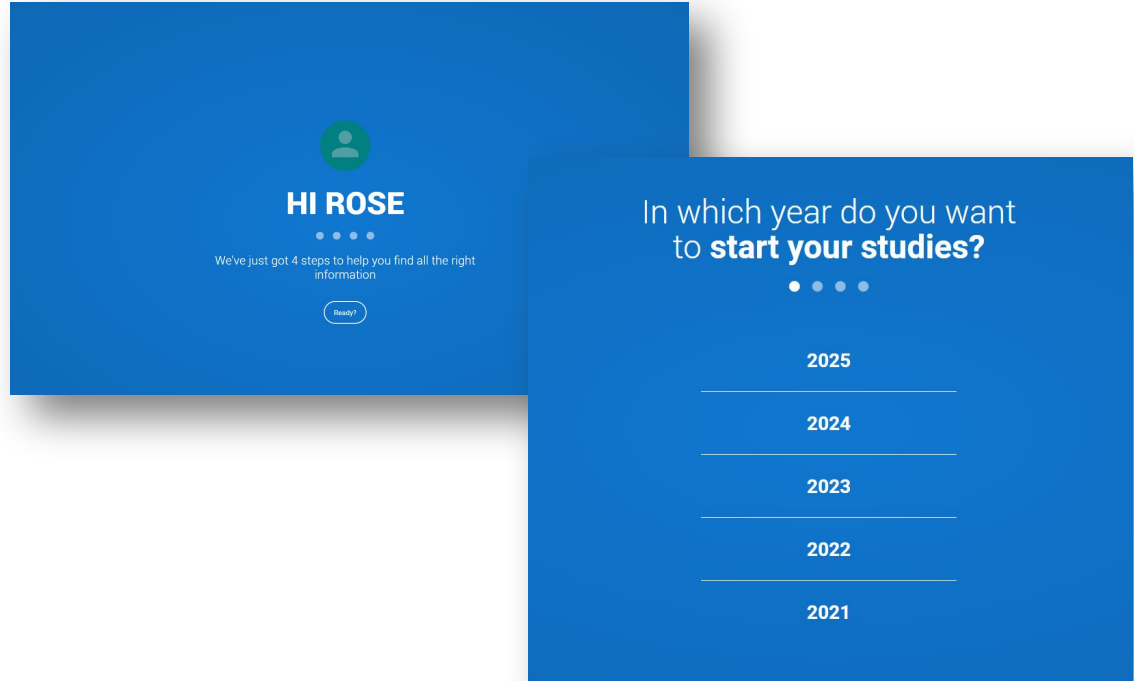 HI ROSE
We've just got 4 steps to help you find all the right
information
Ready?
In which year do you want
to start your studies?
2025
2024
2023
2022
2021